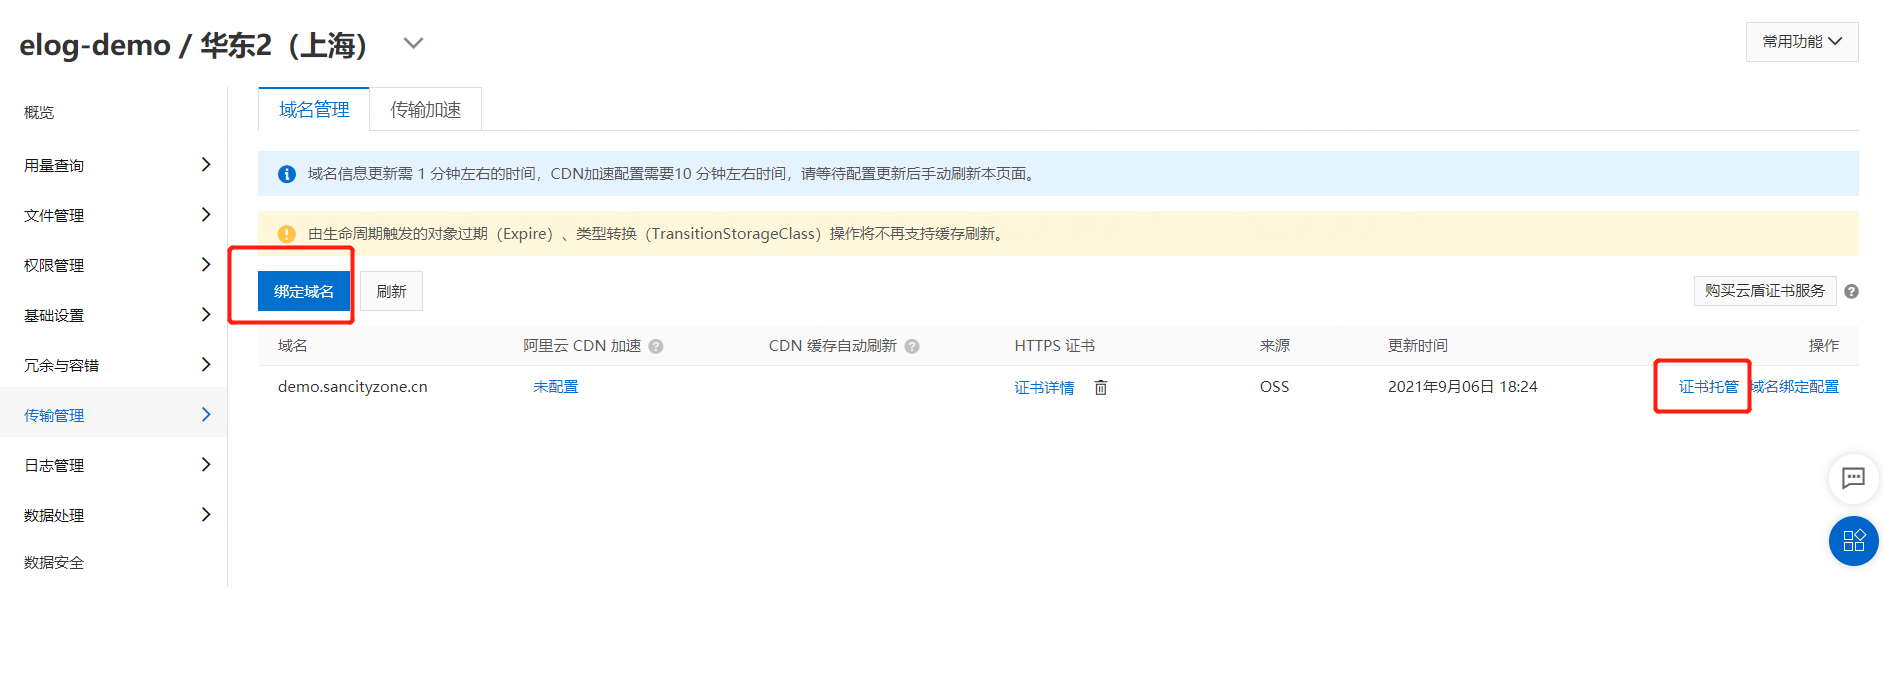 elog-demo / 华东2（上海）
常用功能
概览
用量查询
文件管理
权限管理
基础设置
冗余与容错
传输管理
日志管理
数据处理
数据安全
域名管理 传输加速
域名信息更新需 1 分钟左右的时间，CDN加速配置需要10 分钟左右时间，请等待配置更新后手动刷新本页面。
由生命周期触发的对象过期（Expire）、类型转换（TransitionStorageClass）操作将不再支持缓存刷新。
绑定域名 刷新 购买云盾证书服务
域名 阿里云 CDN 加速 CDN 缓存自动刷新 HTTPS 证书 来源 更新时间 操作
demo.sancityzone.cn 未配置 证书详情 OSS 2021年9月06日 18:24 证书托管 域名绑定配置